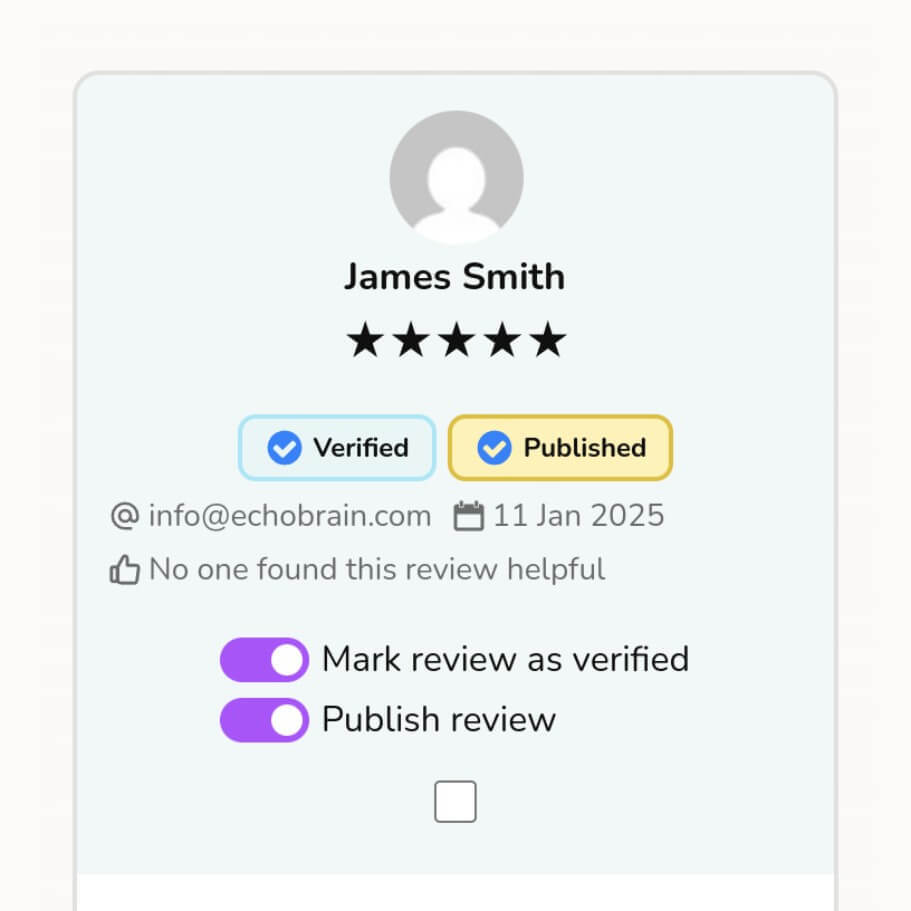 James Smith
★★★★★
Verified Published
info@echobrain.com 11 Jan 2025
No one found this review helpful
Mark review as verified
Publish review